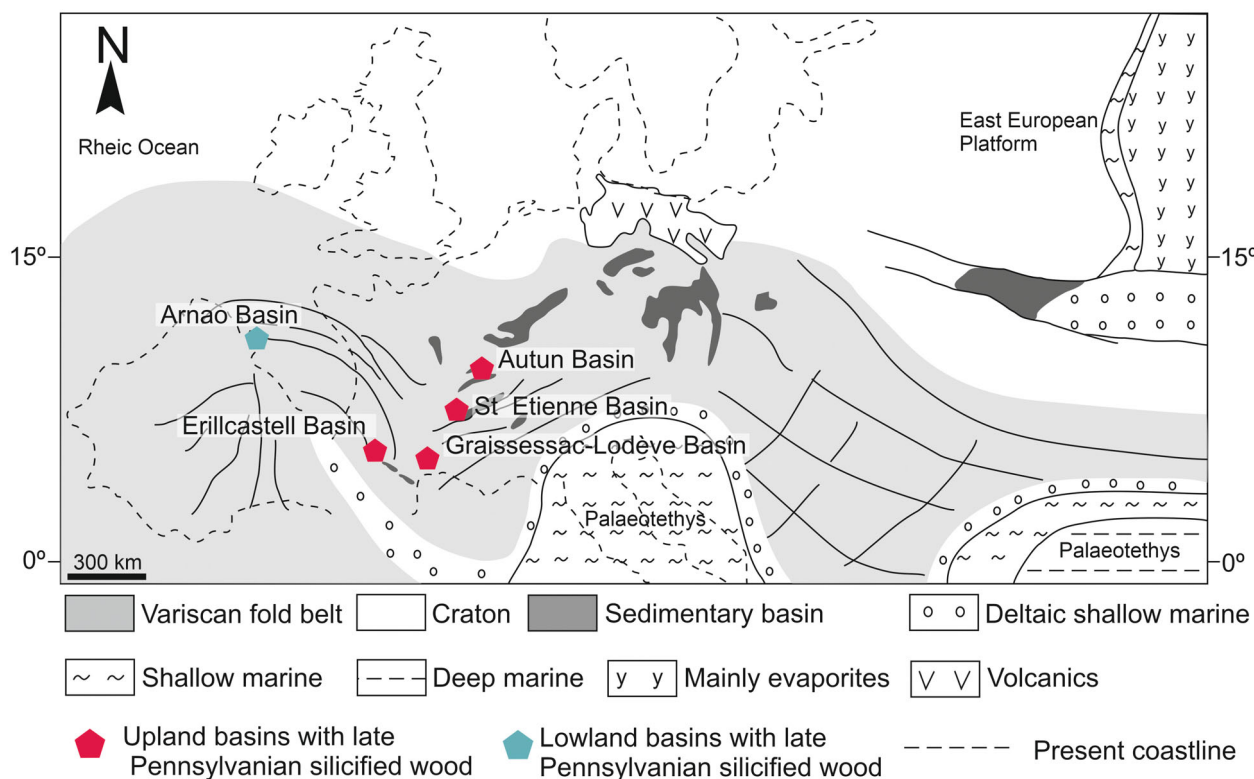 N
Rheic Ocean
East European
Platform
15º
15º
Arnao Basin
Autun Basin
St Etienne Basin
Erillcastell Basin
Graissessac-Lodève Basin
Palaeotethys
Palaeotethys
0º
0º
300 km
Variscan fold belt
Craton
Sedimentary basin
Deltaic shallow marine
Shallow marine
Deep marine
y y Mainly evaporites
V V Volcanics
Upland basins with late
Pennsylvanian silicified wood
Lowland basins with late
Pennsylvanian silicified wood
Present coastline